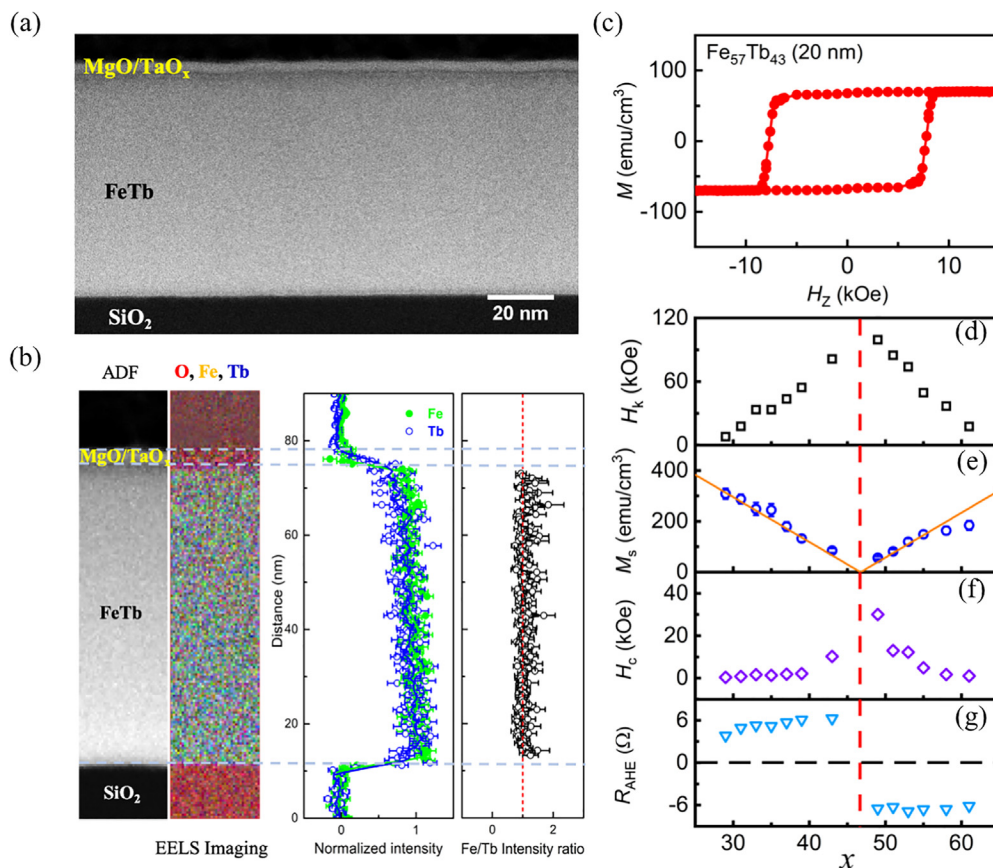 (a)
MgO/TaOx
FeTb
SiO2
20 nm
(b)
ADF
O, Fe, Tb
MgO/TaOx
FeTb
SiO2
EELS Imaging
Fe
Tb
Distance (nm)
80
60
40
20
0
0 1
Normalized intensity
0 2
Fe/Tb Intensity ratio
(c)
Fe57Tb43 (20 nm)
M (emu/cm3)
100
0
-100
-10 0 10
HZ (kOe)
(d)
Hk (kOe)
120
60
0
(e)
Ms (emu/cm3)
400
200
0
(f)
Hc (kOe)
40
20
0
(g)
RAHE (Ω)
6
0
-6
30 40 50 60
x